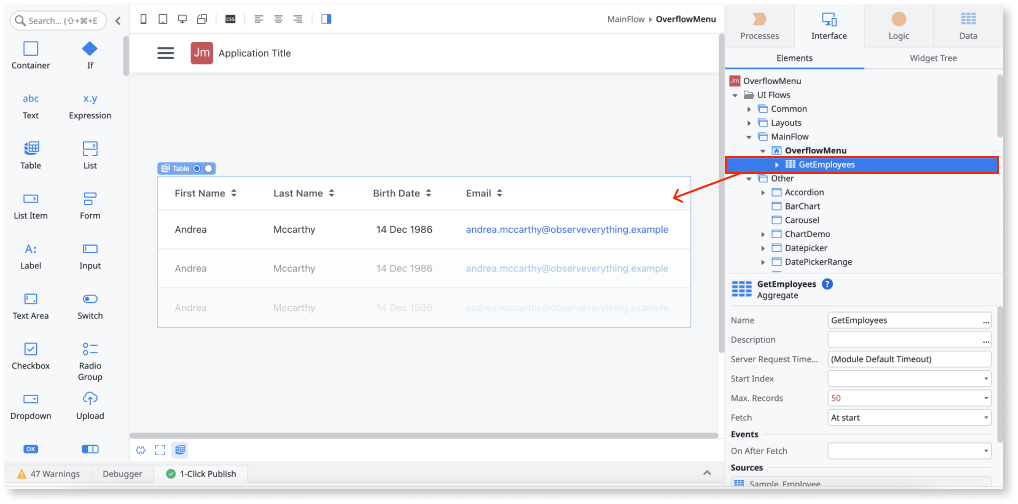 Search... (⇧+⌘+E
CSS
MainFlow ▸ OverflowMenu
Container
If
abc
x.y
Text
Expression
Table
List
List Item
Form
A:
Label
Input
Text Area
Switch
Checkbox
Radio
Group
Dropdown
Upload
OK
Jm Application Title
Table
First Name
Last Name
Birth Date
Email
Andrea
Mccarthy
14 Dec 1986
andrea.mccarthy@observeverything.example
Andrea
Mccarthy
14 Dec 1986
andrea.mccarthy@observeverything.example
Andrea
Mccarthy
14 Dec 1986
andrea.mccarthy@observeverything.example
47 Warnings
Debugger
1-Click Publish
Processes
Interface
Logic
Data
Elements
Widget Tree
Jm OverflowMenu
UI Flows
Common
Layouts
MainFlow
OverflowMenu
GetEmployees
Other
Accordion
BarChart
Carousel
ChartDemo
Datepicker
DatePickerRange
GetEmployees ?
Aggregate
Name
GetEmployees ...
Description
...
Server Request Time...
(Module Default Timeout)
Start Index
Max. Records
50
Fetch
At start
Events
On After Fetch
Sources
Sample_Employee